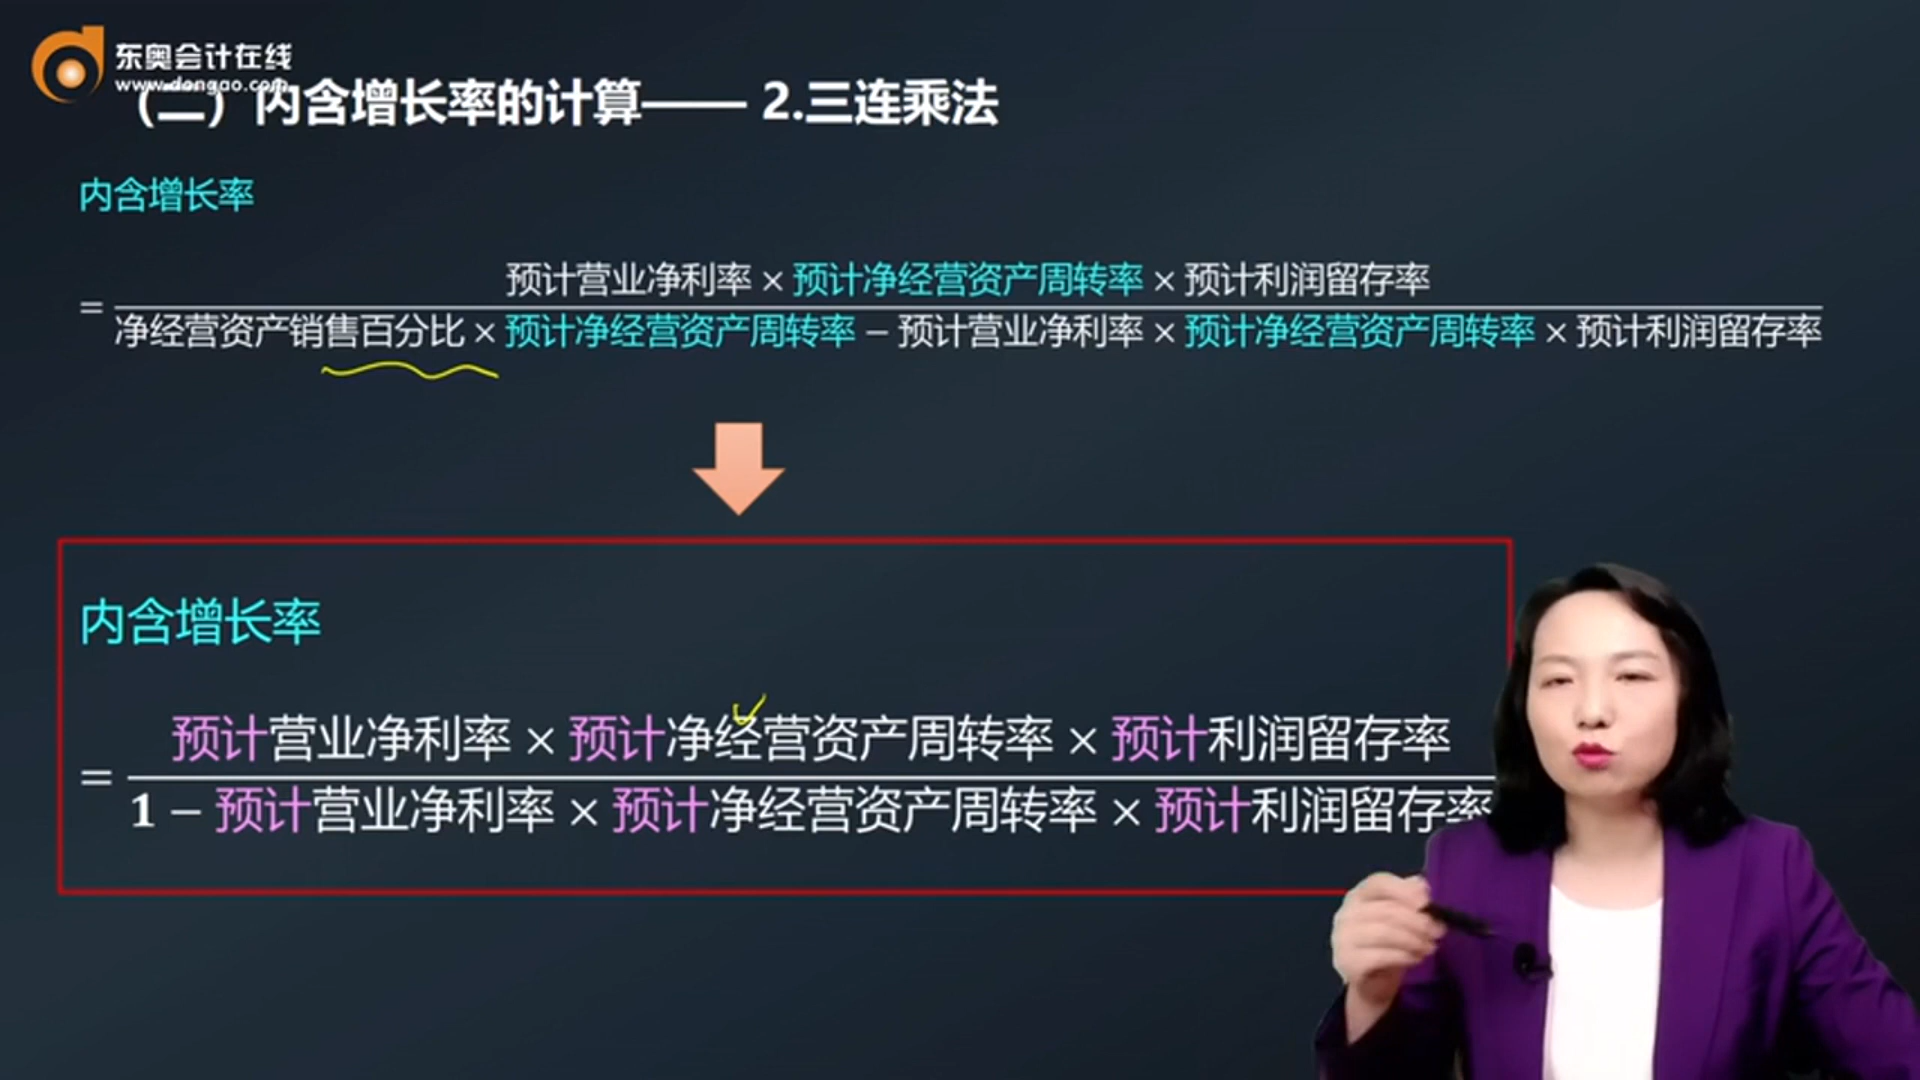 东奥会计在线
www.dongao.com
（二）内含增长率的计算—— 2.三连乘法
内含增长率
= 预计营业净利率 × 预计净经营资产周转率 × 预计利润留存率
净经营资产销售百分比 × 预计净经营资产周转率 − 预计营业净利率 × 预计净经营资产周转率 × 预计利润留存率
内含增长率
= 预计营业净利率 × 预计净经营资产周转率 × 预计利润留存率
1 − 预计营业净利率 × 预计净经营资产周转率 × 预计利润留存率